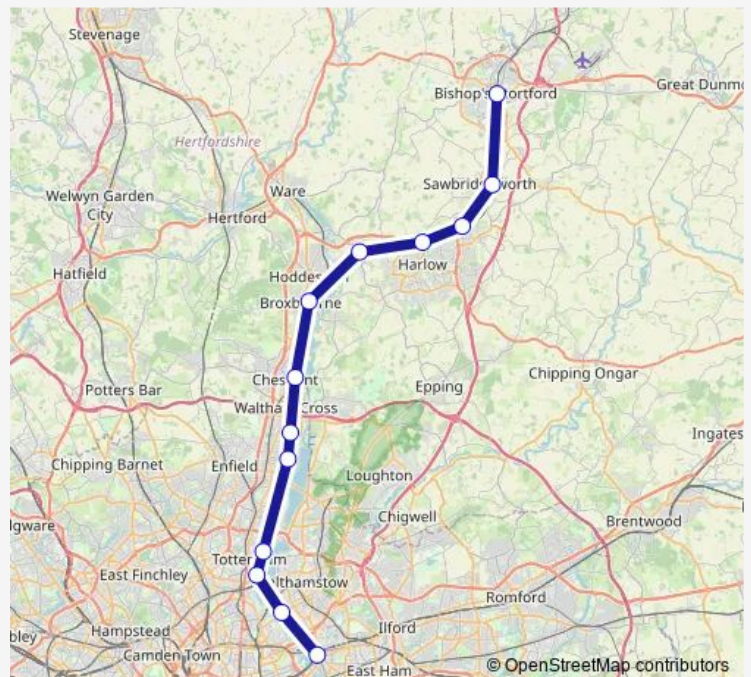 Stevenage
Bishop's Stortford
Great Dunm
Hertfordshire
Ware
Sawbridgeworth
Welwyn Garden
City
Hertford
Hatfield
Harlow
Hoddesdon
Broxbourne
Chipping Ongar
Cheshunt
Epping
Potters Bar
Waltham Cross
Ingates
Chipping Barnet
Enfield
Loughton
Chigwell
dgware
Brentwood
Tottenham
East Finchley
althamstow
Romford
bley
Hampstead
Ilford
Camden Town
East Ham
© OpenStreetMap contributors